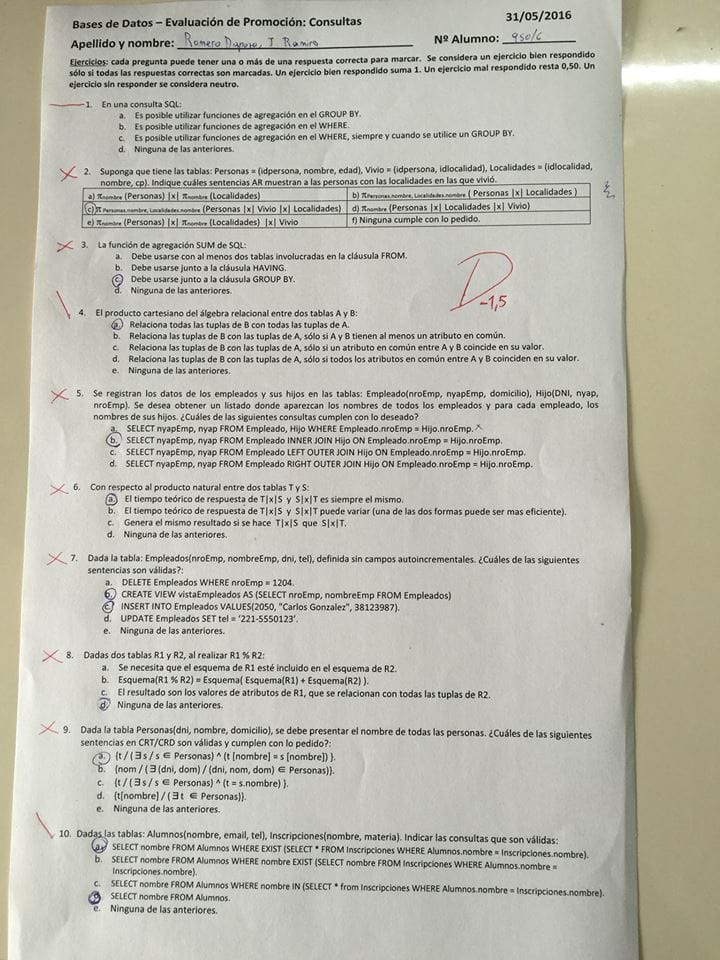 Bases de Datos – Evaluación de Promoción: Consultas
31/05/2016
Apellido y nombre: Romero Dapozo, J. Ramiro
Nº Alumno: 950/6
Ejercicios: cada pregunta puede tener una o más de una respuesta correcta para marcar. Se considera un ejercicio bien respondido
sólo si todas las respuestas correctas son marcadas. Un ejercicio bien respondido suma 1. Un ejercicio mal respondido resta 0,50. Un
ejercicio sin responder se considera neutro.
1. En una consulta SQL:
a. Es posible utilizar funciones de agregación en el GROUP BY.
b. Es posible utilizar funciones de agregación en el WHERE.
c. Es posible utilizar funciones de agregación en el WHERE, siempre y cuando se utilice un GROUP BY.
d. Ninguna de las anteriores.
2. Suponga que tiene las tablas: Personas = (idpersona, nombre, edad), Vivio = (idpersona, idlocalidad), Localidades = (idlocalidad,
nombre, cp). Indique cuáles sentencias AR muestran a las personas con las localidades en las que vivió.
a) πnombre (Personas) |x| πnombre (Localidades)
b) πPersonas.nombre, Localidades.nombre ( Personas |x| Localidades )
c) π Personas.nombre, Localidades.nombre (Personas |x| Vivio |x| Localidades)
d) πnombre (Personas |x| Localidades |x| Vivio)
e) πnombre (Personas) |x| πnombre (Localidades) |x| Vivio
f) Ninguna cumple con lo pedido.
3. La función de agregación SUM de SQL:
a. Debe usarse con al menos dos tablas involucradas en la cláusula FROM.
b. Debe usarse junto a la cláusula HAVING.
c. Debe usarse junto a la cláusula GROUP BY.
d. Ninguna de las anteriores.
D -1,5
4. El producto cartesiano del álgebra relacional entre dos tablas A y B:
a. Relaciona todas las tuplas de B con todas las tuplas de A.
b. Relaciona las tuplas de B con las tuplas de A, sólo si A y B tienen al menos un atributo en común.
c. Relaciona las tuplas de B con las tuplas de A, sólo si un atributo en común entre A y B coincide en su valor.
d. Relaciona las tuplas de B con las tuplas de A, sólo si todos los atributos en común entre A y B coinciden en su valor.
e. Ninguna de las anteriores.
5. Se registran los datos de los empleados y sus hijos en las tablas: Empleado(nroEmp, nyapEmp, domicilio), Hijo(DNI, nyap,
nroEmp). Se desea obtener un listado donde aparezcan los nombres de todos los empleados y para cada empleado, los
nombres de sus hijos. ¿Cuáles de las siguientes consultas cumplen con lo deseado?
a. SELECT nyapEmp, nyap FROM Empleado, Hijo WHERE Empleado.nroEmp = Hijo.nroEmp. x
b. SELECT nyapEmp, nyap FROM Empleado INNER JOIN Hijo ON Empleado.nroEmp = Hijo.nroEmp.
c. SELECT nyapEmp, nyap FROM Empleado LEFT OUTER JOIN Hijo ON Empleado.nroEmp = Hijo.nroEmp.
d. SELECT nyapEmp, nyap FROM Empleado RIGHT OUTER JOIN Hijo ON Empleado.nroEmp = Hijo.nroEmp.
6. Con respecto al producto natural entre dos tablas T y S:
a. El tiempo teórico de respuesta de T|x|S y S|x|T es siempre el mismo.
b. El tiempo teórico de respuesta de T|x|S y S|x|T puede variar (una de las dos formas puede ser mas eficiente).
c. Genera el mismo resultado si se hace T|x|S que S|x|T.
d. Ninguna de las anteriores.
7. Dada la tabla: Empleados(nroEmp, nombreEmp, dni, tel), definida sin campos autoincrementales. ¿Cuáles de las siguientes
sentencias son válidas?:
a. DELETE Empleados WHERE nroEmp = 1204.
b. CREATE VIEW vistaEmpleados AS (SELECT nroEmp, nombreEmp FROM Empleados)
c. INSERT INTO Empleados VALUES(2050, "Carlos Gonzalez", 38123987).
d. UPDATE Empleados SET tel = '221-5550123'.
e. Ninguna de las anteriores.
8. Dadas dos tablas R1 y R2, al realizar R1 % R2:
a. Se necesita que el esquema de R1 esté incluido en el esquema de R2.
b. Esquema(R1 % R2) = Esquema( Esquema(R1) + Esquema(R2) ).
c. El resultado son los valores de atributos de R1, que se relacionan con todas las tuplas de R2.
d. Ninguna de las anteriores.
9. Dada la tabla Personas(dni, nombre, domicilio), se debe presentar el nombre de todas las personas. ¿Cuáles de las siguientes
sentencias en CRT/CRD son válidas y cumplen con lo pedido?:
a. {t / (∃ s / s ∈ Personas) ^ (t [nombre] = s [nombre]) }.
b. {nom / (∃ (dni, dom) / (dni, nom, dom) ∈ Personas)}.
c. {t / (∃ s / s ∈ Personas) ^ (t = s.nombre) }.
d. {t[nombre] / (∃ t ∈ Personas)}.
e. Ninguna de las anteriores.
10. Dadas las tablas: Alumnos(nombre, email, tel), Inscripciones(nombre, materia). Indicar las consultas que son válidas:
a. SELECT nombre FROM Alumnos WHERE EXIST (SELECT * FROM Inscripciones WHERE Alumnos.nombre = Inscripciones.nombre).
b. SELECT nombre FROM Alumnos WHERE nombre EXIST (SELECT nombre FROM Inscripciones WHERE Alumnos.nombre =
Inscripciones.nombre).
c. SELECT nombre FROM Alumnos WHERE nombre IN (SELECT * from Inscripciones WHERE Alumnos.nombre = Inscripciones.nombre).
SELECT nombre FROM Alumnos.
e. Ninguna de las anteriores.